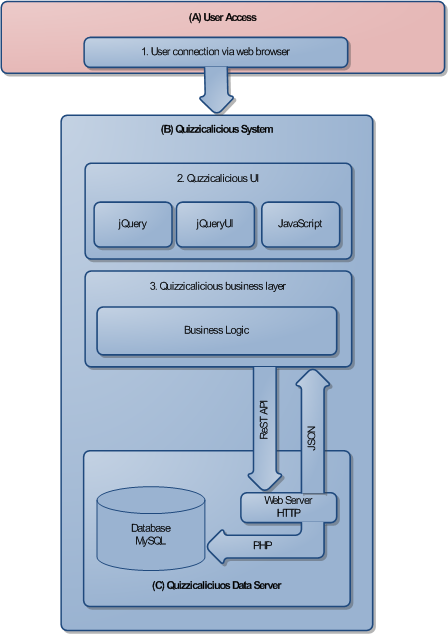 (A) User Access
1. User connection via web browser
(B) Quizzicalicious System
2. Quzzicalicious UI
jQuery
jQueryUI
JavaScript
3. Quizzicalicious business layer
Business Logic
ReST API
JSON
Web Server
HTTP
Database
MySQL
PHP
(C) Quizzicaliciuos Data Server